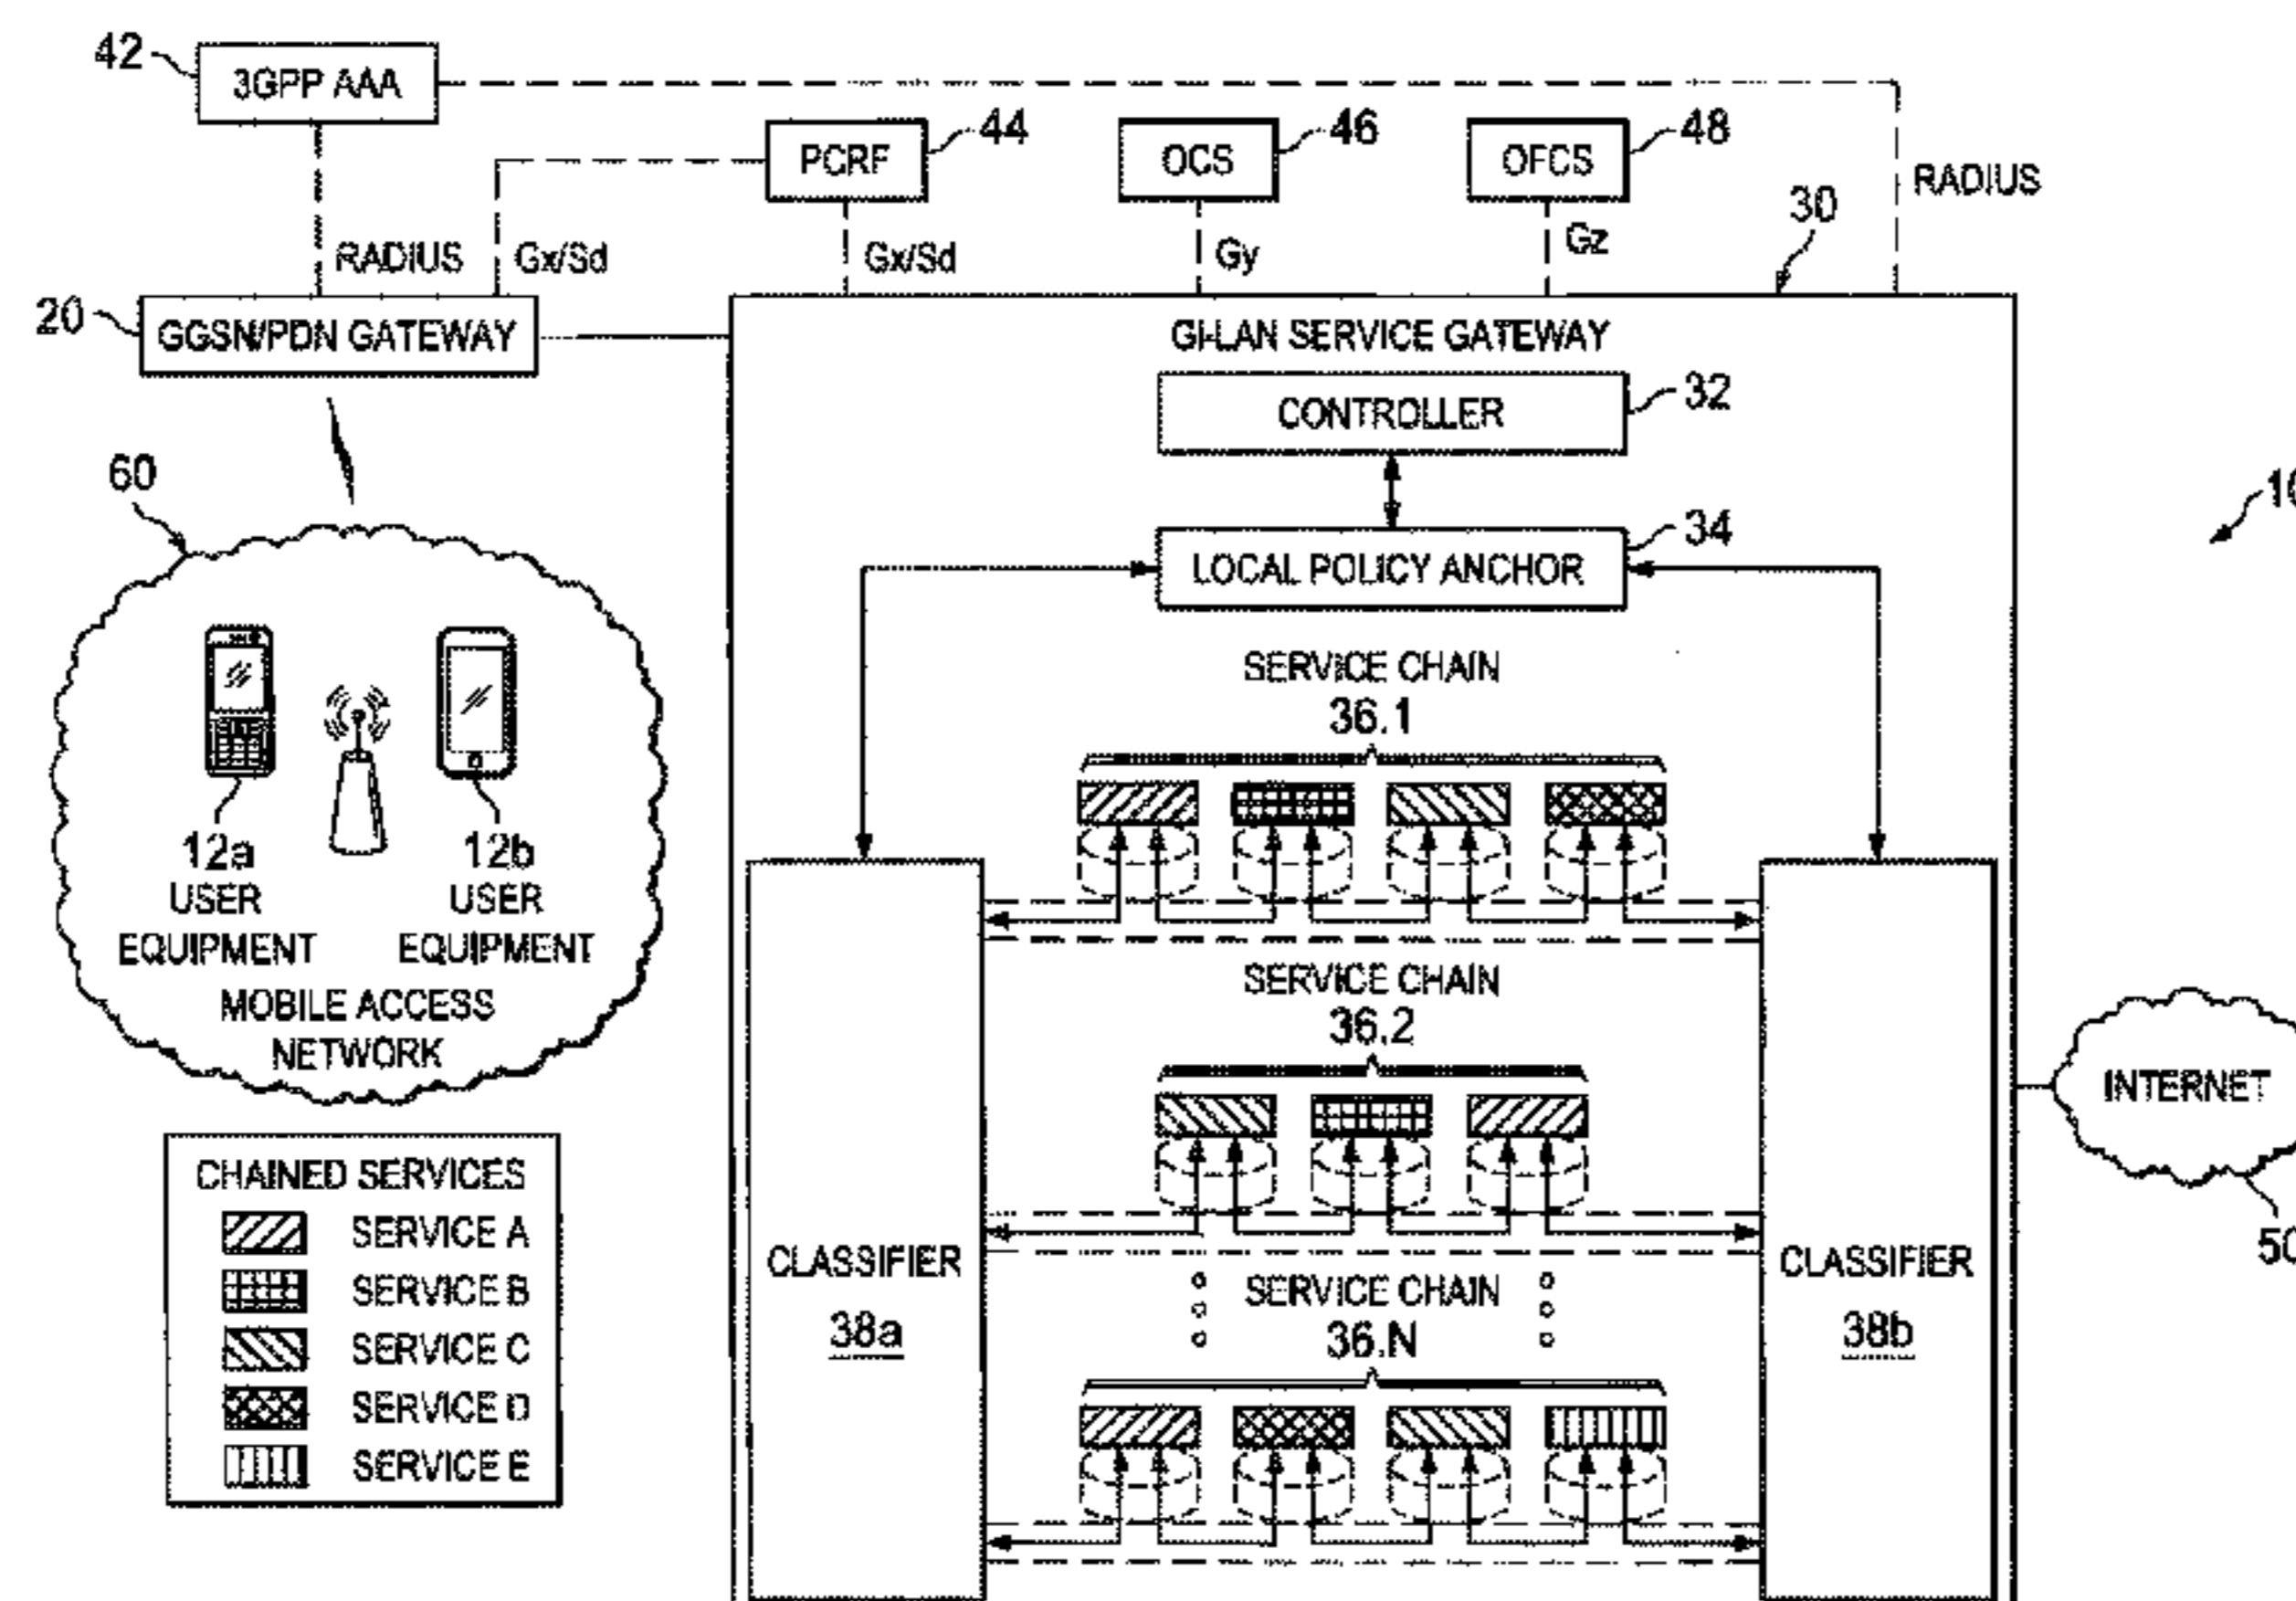 42
3GPP AAA
44
46
48
PCRF
OCS
OFCS
RADIUS
30
RADIUS
Gx/Sd
Gx/Sd
Gy
Gz
20
GGSN/PDN GATEWAY
GI-LAN SERVICE GATEWAY
CONTROLLER
32
60
34
LOCAL POLICY ANCHOR
SERVICE CHAIN
36.1
12a
12b
USER
USER
EQUIPMENT
EQUIPMENT
MOBILE ACCESS
NETWORK
SERVICE CHAIN
36.2
INTERNET
CHAINED SERVICES
SERVICE A
SERVICE B
SERVICE C
SERVICE D
SERVICE E
CLASSIFIER
38a
SERVICE CHAIN
36.N
CLASSIFIER
38b